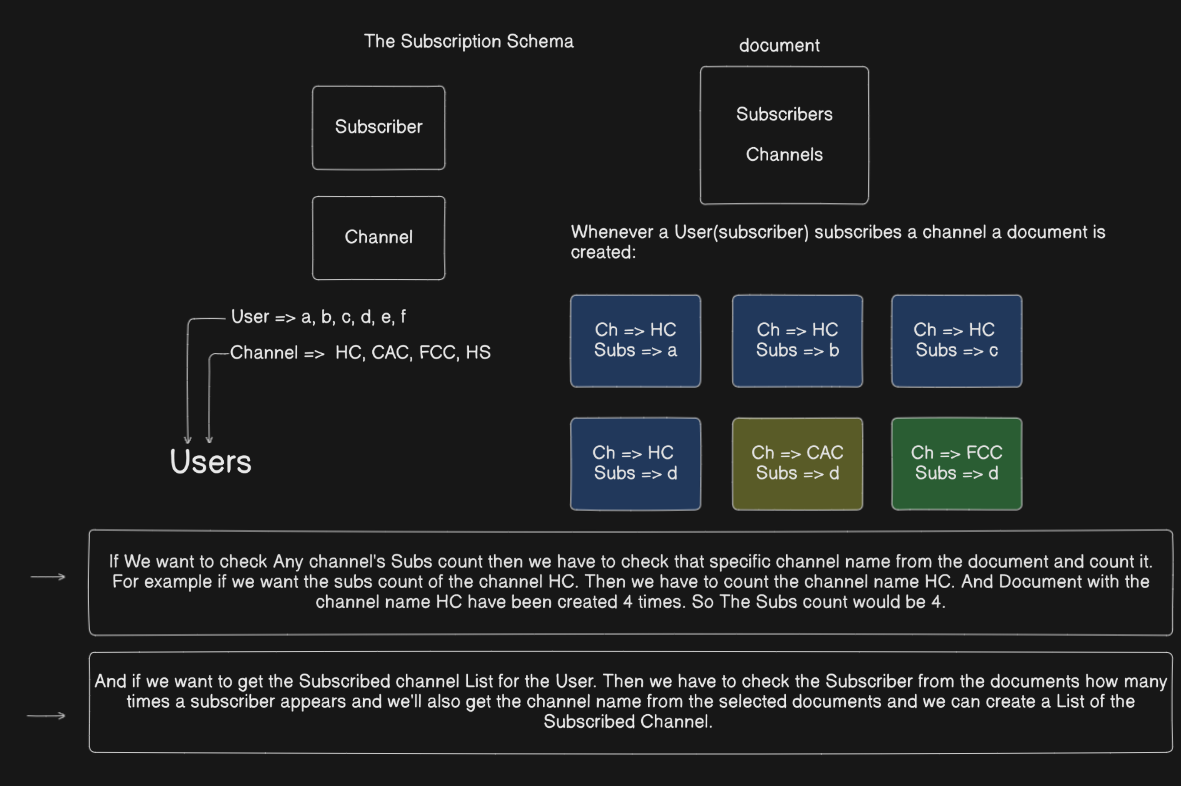 The Subscription Schema
document
Subscriber
Subscribers
Channels
Channel
Whenever a User(subscriber) subscribes a channel a document is
created:
User => a, b, c, d, e, f
Channel =>  HC, CAC, FCC, HS
Users
Ch => HC
Subs => a
Ch => HC
Subs => b
Ch => HC
Subs => c
Ch => HC
Subs => d
Ch => CAC
Subs => d
Ch => FCC
Subs => d
If We want to check Any channel's Subs count then we have to check that specific channel name from the document and count it.
For example if we want the subs count of the channel HC. Then we have to count the channel name HC. And Document with the
channel name HC have been created 4 times. So The Subs count would be 4.
And if we want to get the Subscribed channel List for the User. Then we have to check the Subscriber from the documents how many
times a subscriber appears and we'll also get the channel name from the selected documents and we can create a List of the
Subscribed Channel.